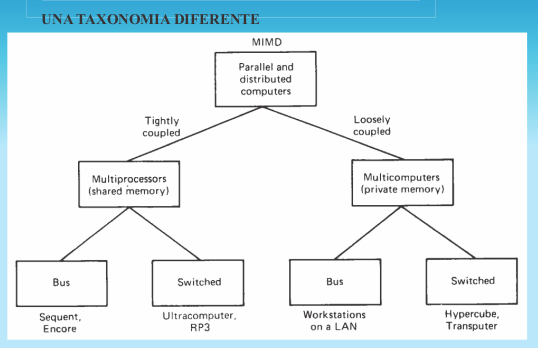 UNA TAXONOMIA DIFERENTE
MIMD
Parallel and
distributed
computers
Tightly
coupled
Loosely
coupled
Multiprocessors
(shared memory)
Multicomputers
(private memory)
Bus
Switched
Bus
Switched
Sequent,
Encore
Ultracomputer,
RP3
Workstations
on a LAN
Hypercube,
Transputer